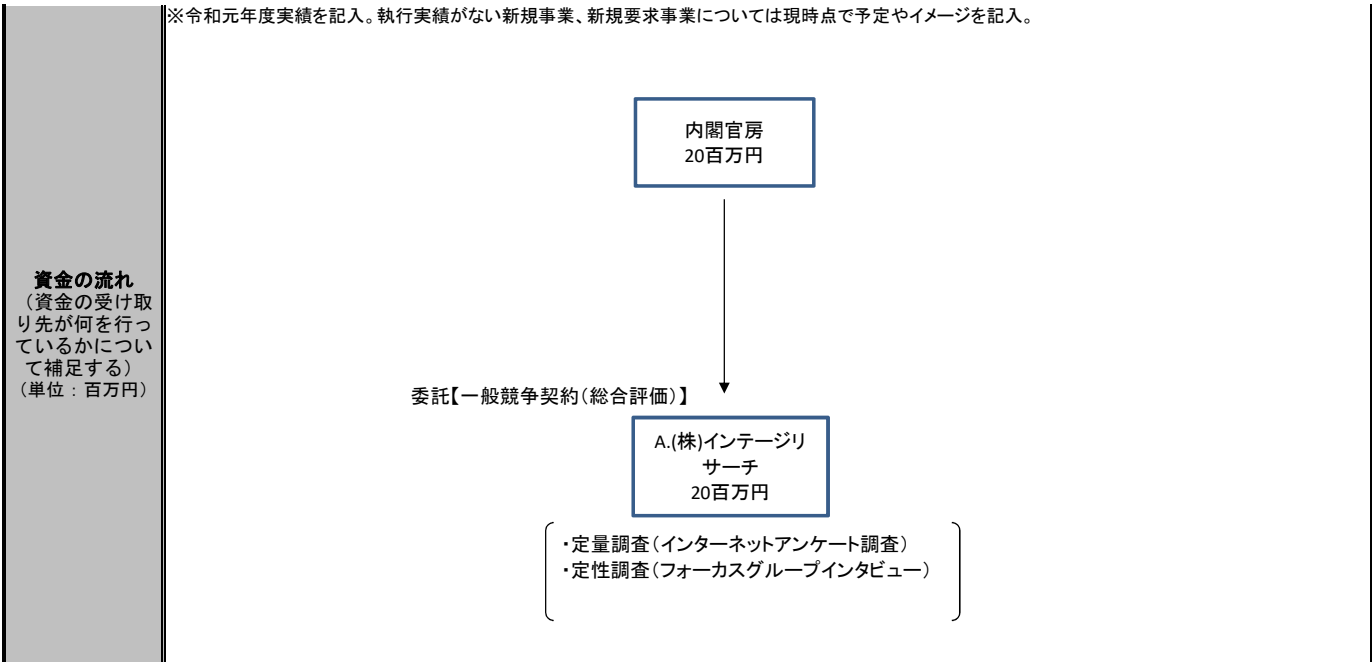 ※令和元年度実績を記入。執行実績がない新規事業、新規要求事業については現時点で予定やイメージを記入。
資金の流れ
（資金の受け取
り先が何を行っ
ているかについ
て補足する）
（単位：百万円）
内閣官房
20百万円
委託【一般競争契約（総合評価）】
A.(株)インテージリ
サーチ
20百万円
・定量調査（インターネットアンケート調査）
・定性調査（フォーカスグループインタビュー）